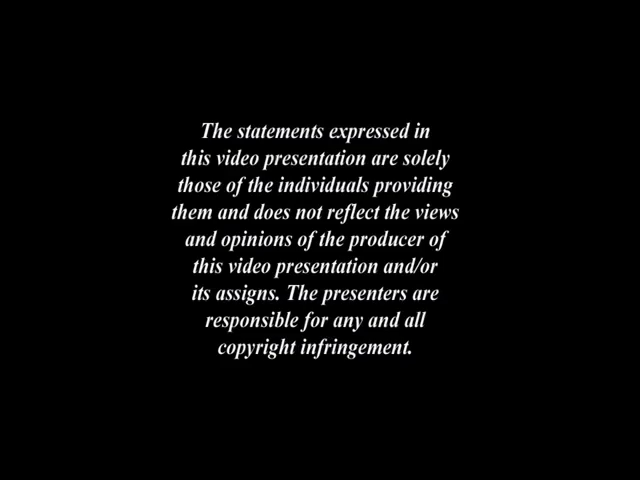 The statements expressed in
this video presentation are solely
those of the individuals providing
them and does not reflect the views
and opinions of the producer of
this video presentation and/or
its assigns. The presenters are
responsible for any and all
copyright infringement.